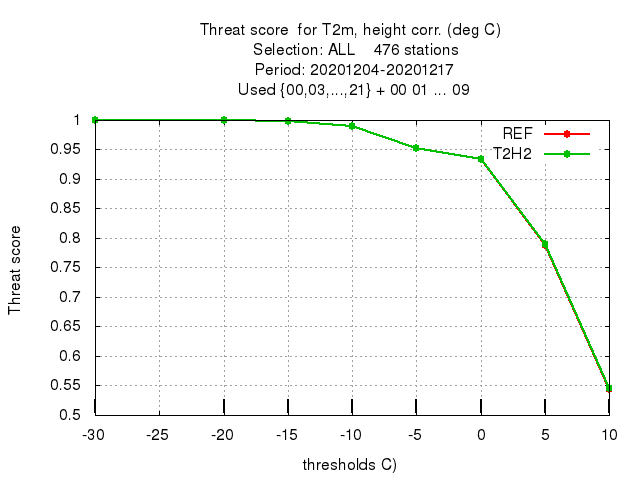 Threat score  for T2m, height corr. (deg C)
Selection: ALL    476 stations
Period: 20201204-20201217
Used {00,03,...,21} + 00 01 ... 09
REF
T2H2
Threat score
1
0.95
0.9
0.85
0.8
0.75
0.7
0.65
0.6
0.55
0.5
-30 -25 -20 -15 -10 -5 0 5 10
thresholds C)